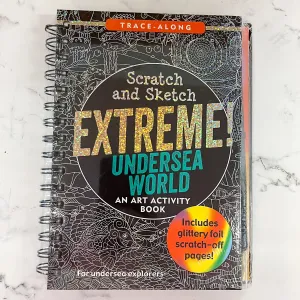 TRACE-ALONG
Scratch
and Sketch
EXTREME!
UNDERSEA
WORLD
AN ART ACTIVITY
BOOK
Includes
glittery foil
scratch-off
pages!
For undersea explorers